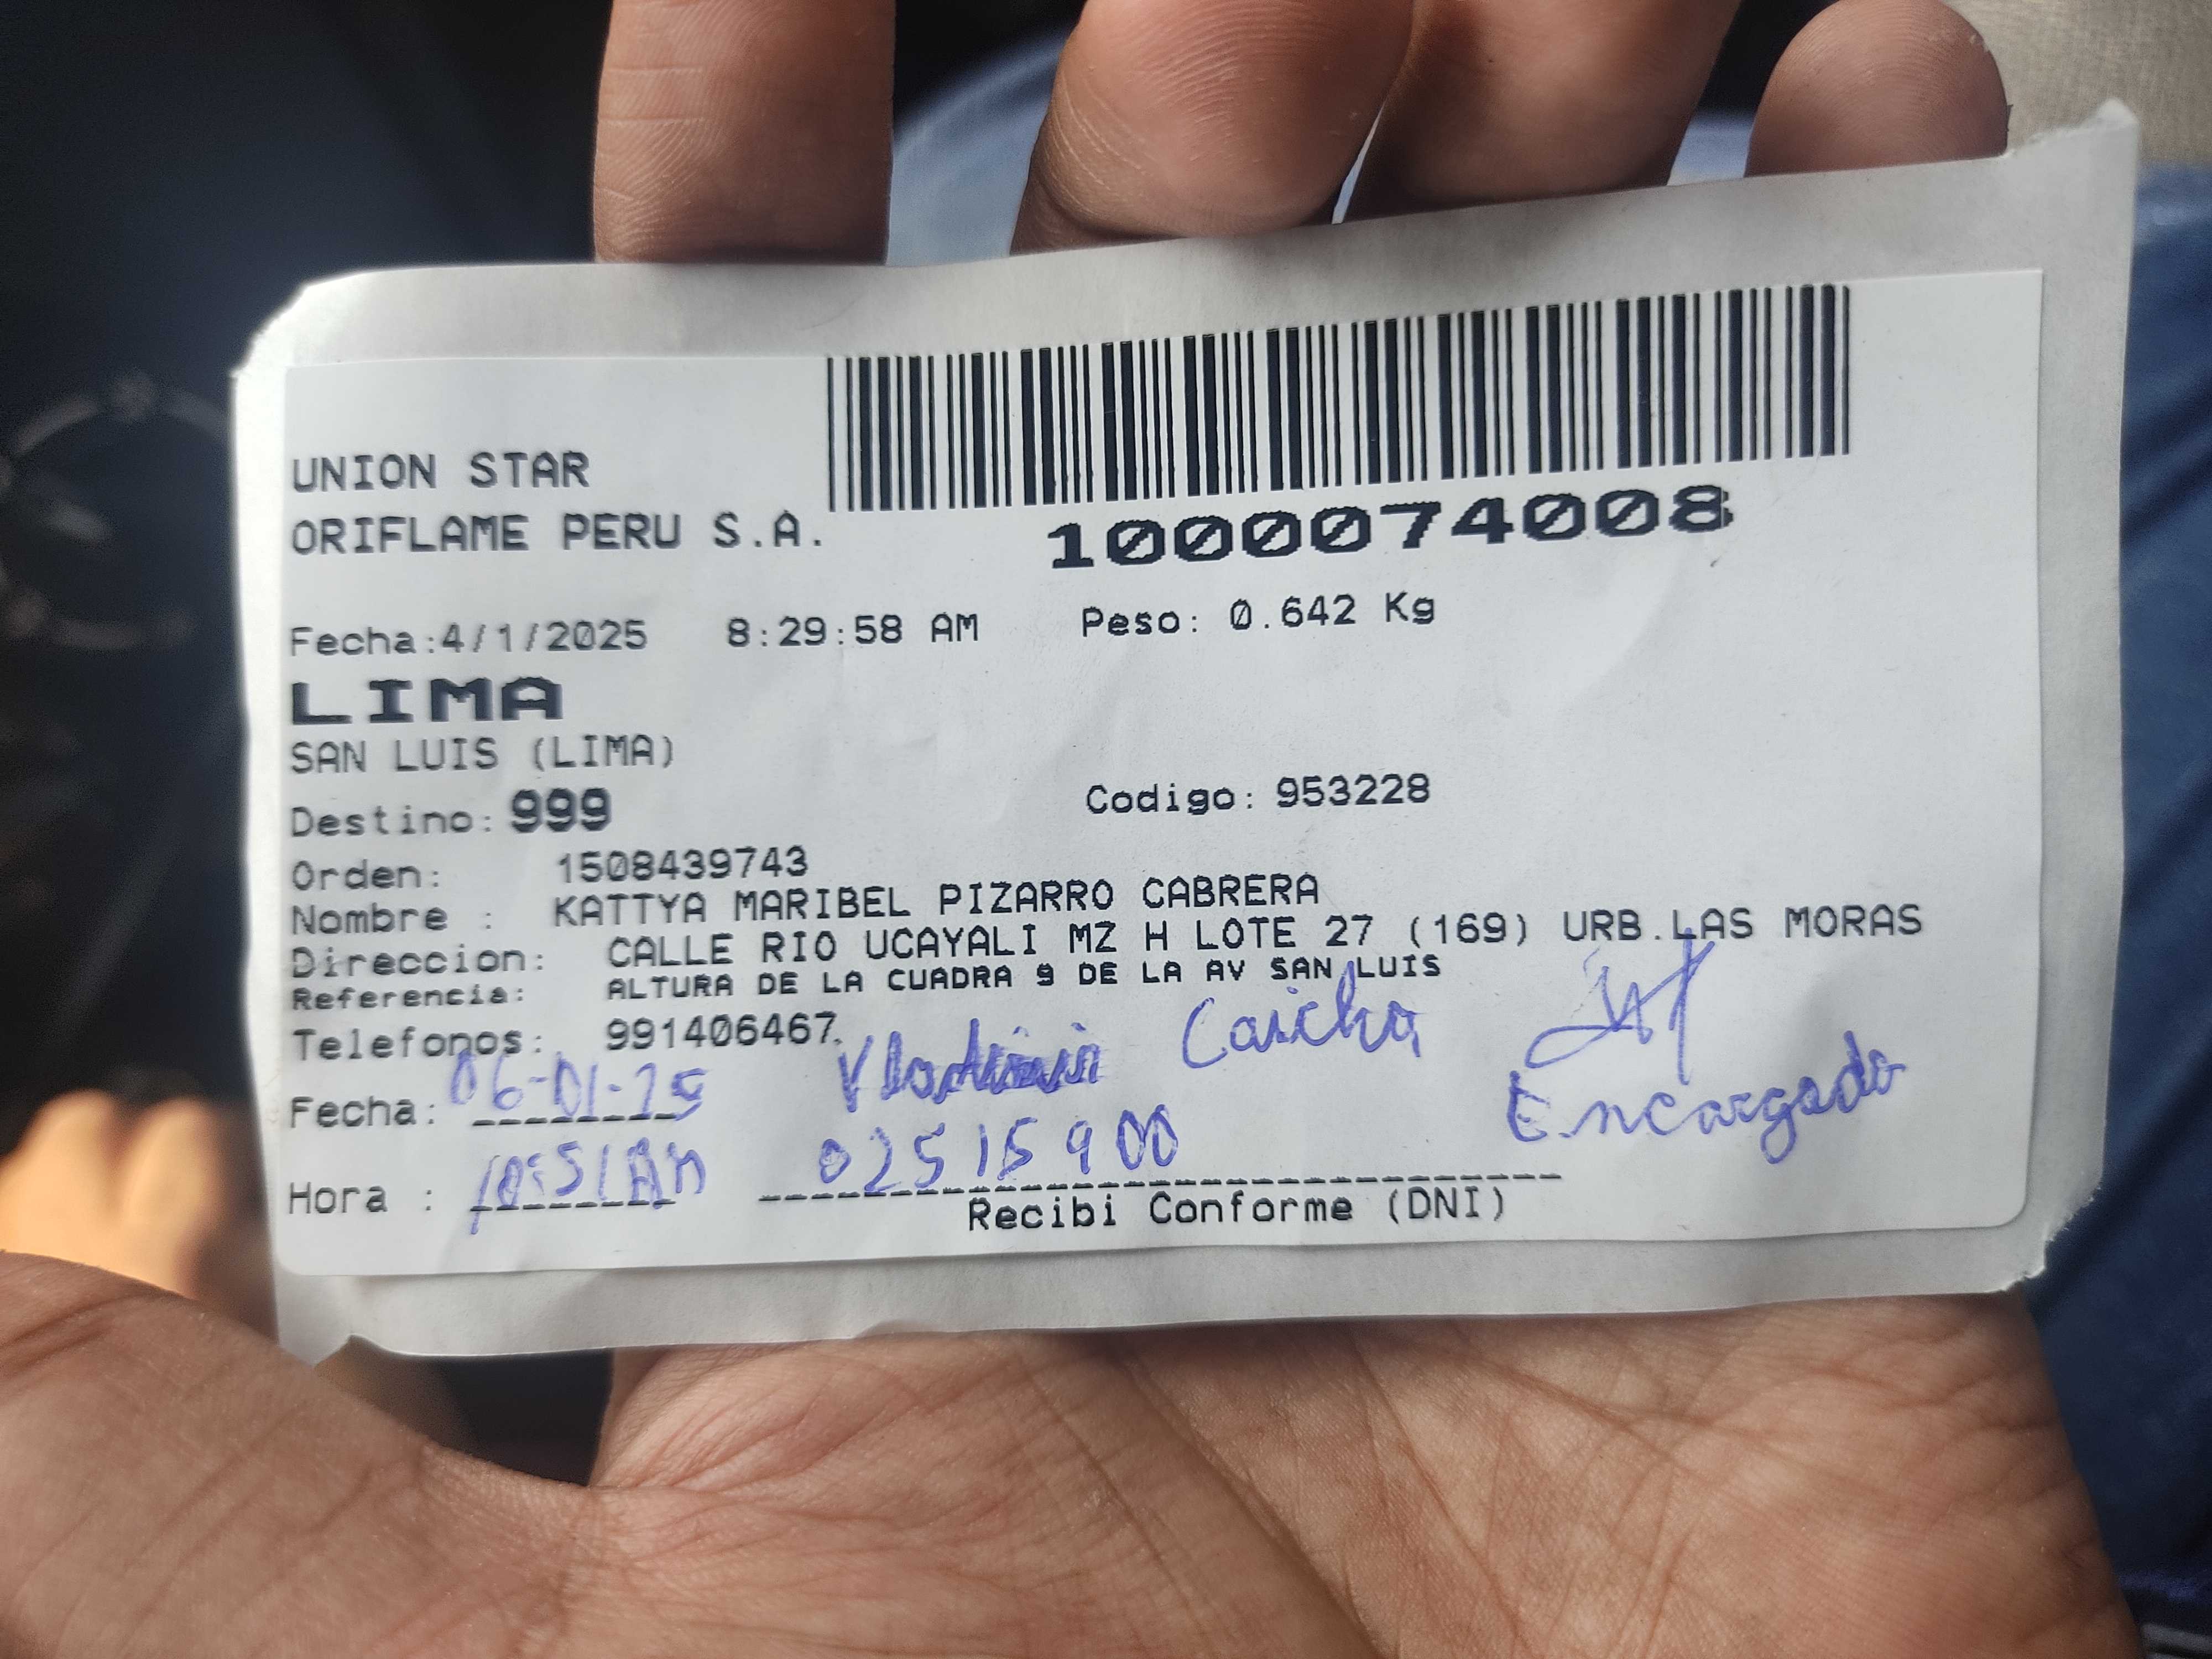 UNION STAR
ORIFLAME PERU S.A.
1000074008
Fecha:4/1/2025 8:29:58 AM Peso: 0.642 Kg
LIMA
SAN LUIS (LIMA)
Destino: 999 Codigo: 953228
Orden: 1508439743
Nombre : KATTYA MARIBEL PIZARRO CABRERA
Direccion: CALLE RIO UCAYALI MZ H LOTE 27 (169) URB.LAS MORAS
Referencia: ALTURA DE LA CUADRA 9 DE LA AV SAN LUIS
Telefonos: 991406467
Vladimir Caicha
Fecha: 06-01-25 Encargado
Hora : 10:51AM 02515900
Recibi Conforme (DNI)